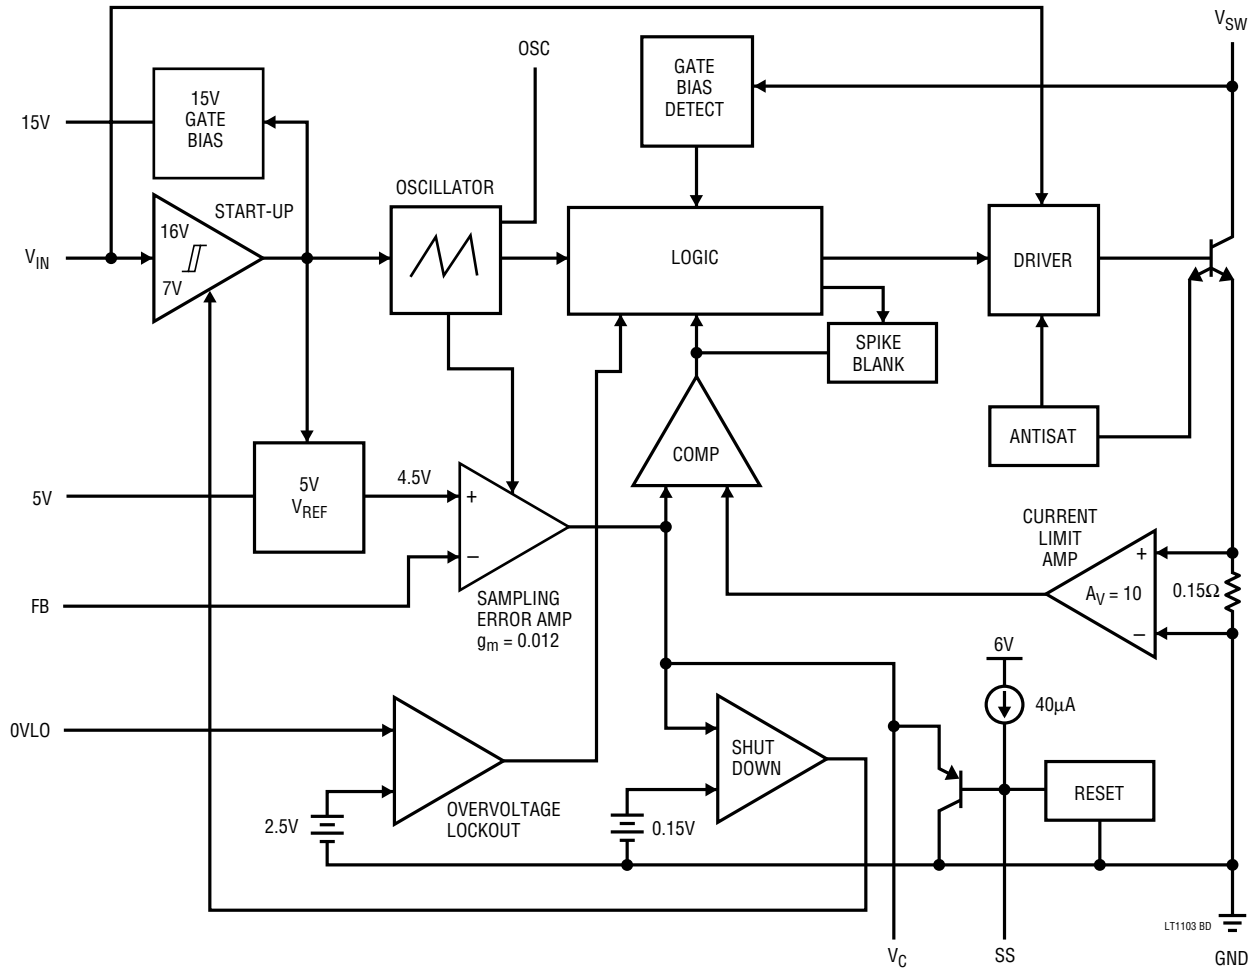 V_SW
OSC
GATE
BIAS
DETECT
15V
GATE
BIAS
15V
OSCILLATOR
START-UP
16V
7V
V_IN
LOGIC
DRIVER
SPIKE
BLANK
COMP
ANTISAT
5V
5V
V_REF
4.5V
+
−
FB
SAMPLING
ERROR AMP
g_m = 0.012
CURRENT
LIMIT
AMP
+
A_V = 10
−
0.15Ω
6V
40µA
0VLO
SHUT
DOWN
RESET
OVERVOLTAGE
LOCKOUT
2.5V
0.15V
LT1103 BD
V_C
SS
GND